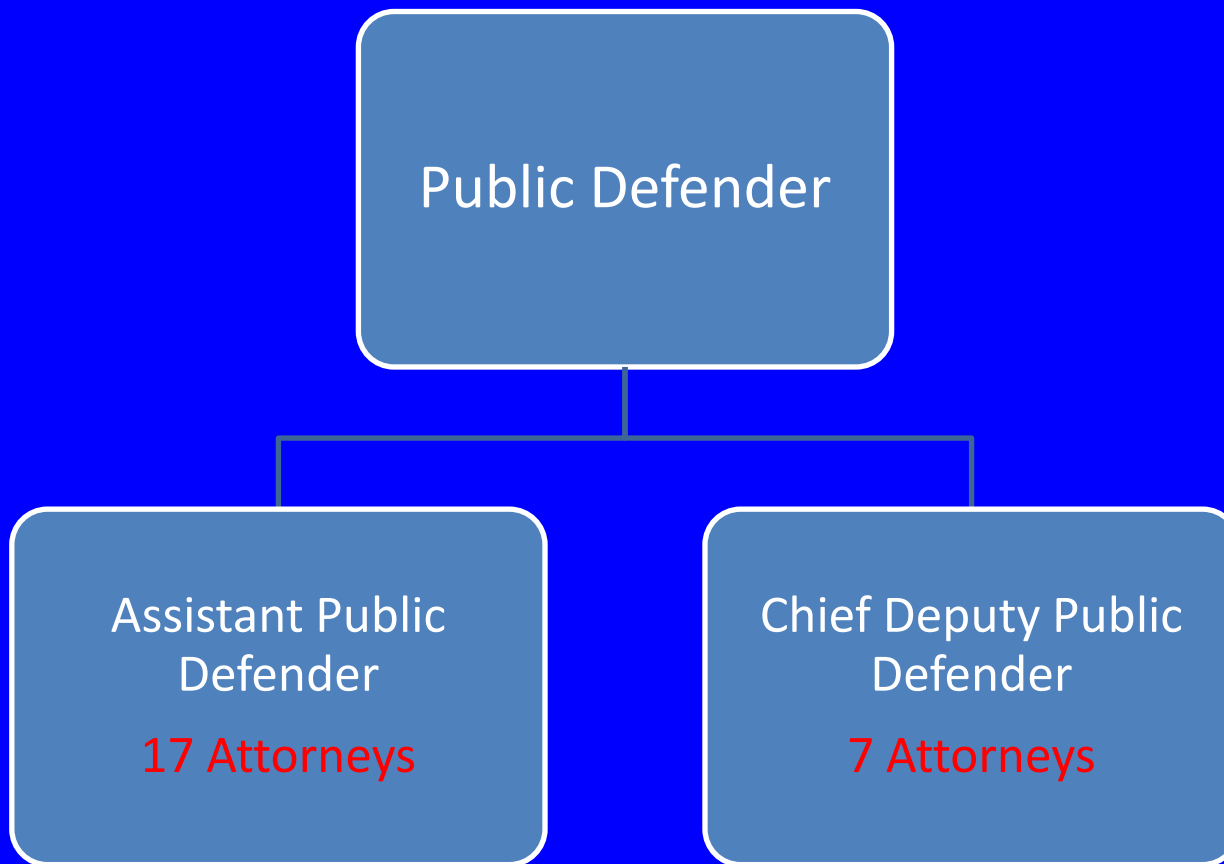 Public Defender
Assistant Public
Defender
17 Attorneys
Chief Deputy Public
Defender
7 Attorneys